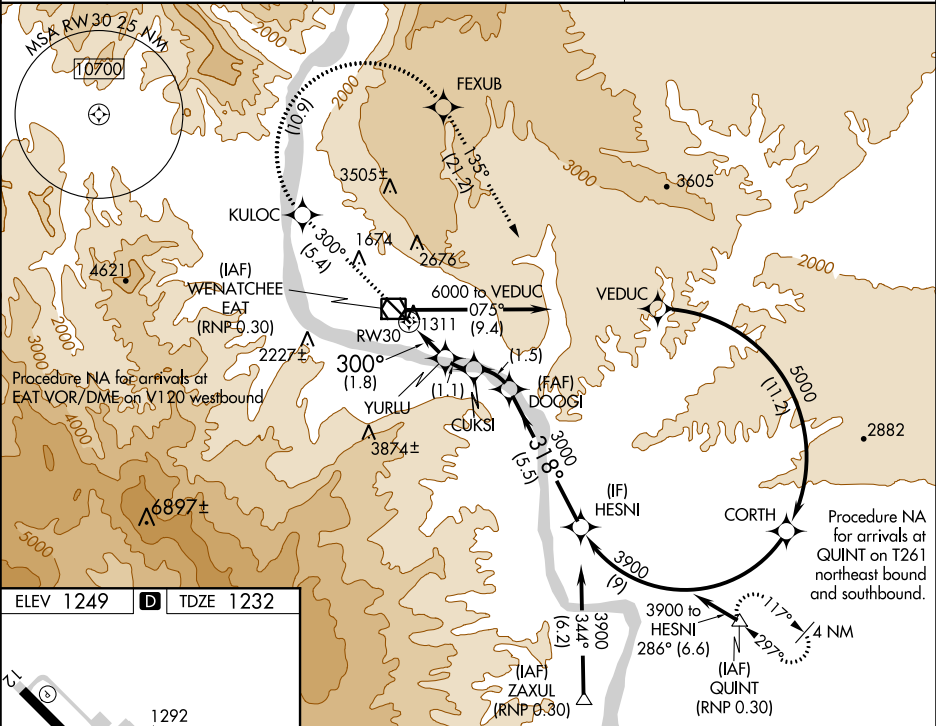 MSA RW30 25 NM
10700
FEXUB
2000
(10.9)
135°
(21.2)
3505±
3000
3605
KULOC
300°
(5.4)
1674
2676
2000
4621
(IAF)
WENATCHEE
EAT
(RNP 0.30)
6000 to VEDUC
075°
(9.4)
VEDUC
2000
3000
1311
RW30
2227±
300°
(1.8)
(1.5)
Procedure NA for arrivals at
EAT VOR/DME on V120 westbound
(1.1)
YURLU
CUKSI
(FAF)
DOOGI
5000
(11.2)
4000
3874±
3000
318°
(5.5)
2882
6897±
5000
(IF)
HESNI
CORTH
Procedure NA
for arrivals at
QUINT on T261
northeast bound
and southbound.
3900
(9)
3900
344°
(6.2)
3900 to
HESNI
286° (6.6)
117°
297°
4 NM
(IAF)
ZAXUL
(RNP 0.30)
(IAF)
QUINT
(RNP 0.30)
ELEV 1249 D TDZE 1232
12
P
1292